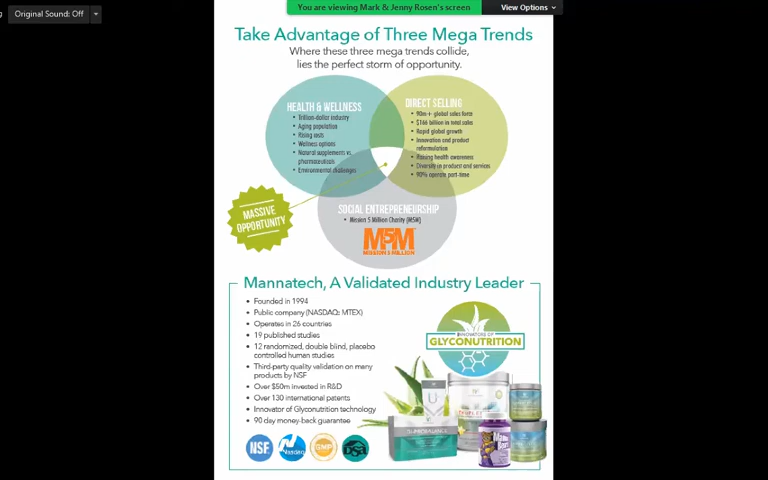 Original Sound: Off
You are viewing Mark & Jenny Rosen's screen
View Options
Take Advantage of Three Mega Trends
Where these three mega trends collide,
lies the perfect storm of opportunity.
HEALTH & WELLNESS
• Trillion-dollar industry
• Aging population
• Rising costs
• Wellness options
• Natural supplements vs.
pharmaceuticals
• Environmental challenges
DIRECT SELLING
• 90m+ global sales force
• $166 billion in total sales
• Rapid global growth
• Innovation and product
reformulation
• Raising health awareness
• Diversity in product and services
• 90% operate part-time
MASSIVE
OPPORTUNITY
SOCIAL ENTREPRENEURSHIP
• Mission 5 Million Charity (M5M)
M5M
MISSION 5 MILLION
Mannatech, A Validated Industry Leader
• Founded in 1994
• Public company (NASDAQ: MTEX)
• Operates in 26 countries
• 19 published studies
• 12 randomized, double blind, placebo
controlled human studies
• Third-party quality validation on many
products by NSF
• Over $50m invested in R&D
• Over 130 international patents
• Innovator of Glyconutrition technology
• 90 day money-back guarantee
INNOVATORS OF
GLYCONUTRITION
NSF
Nasdaq
GMP
DSA